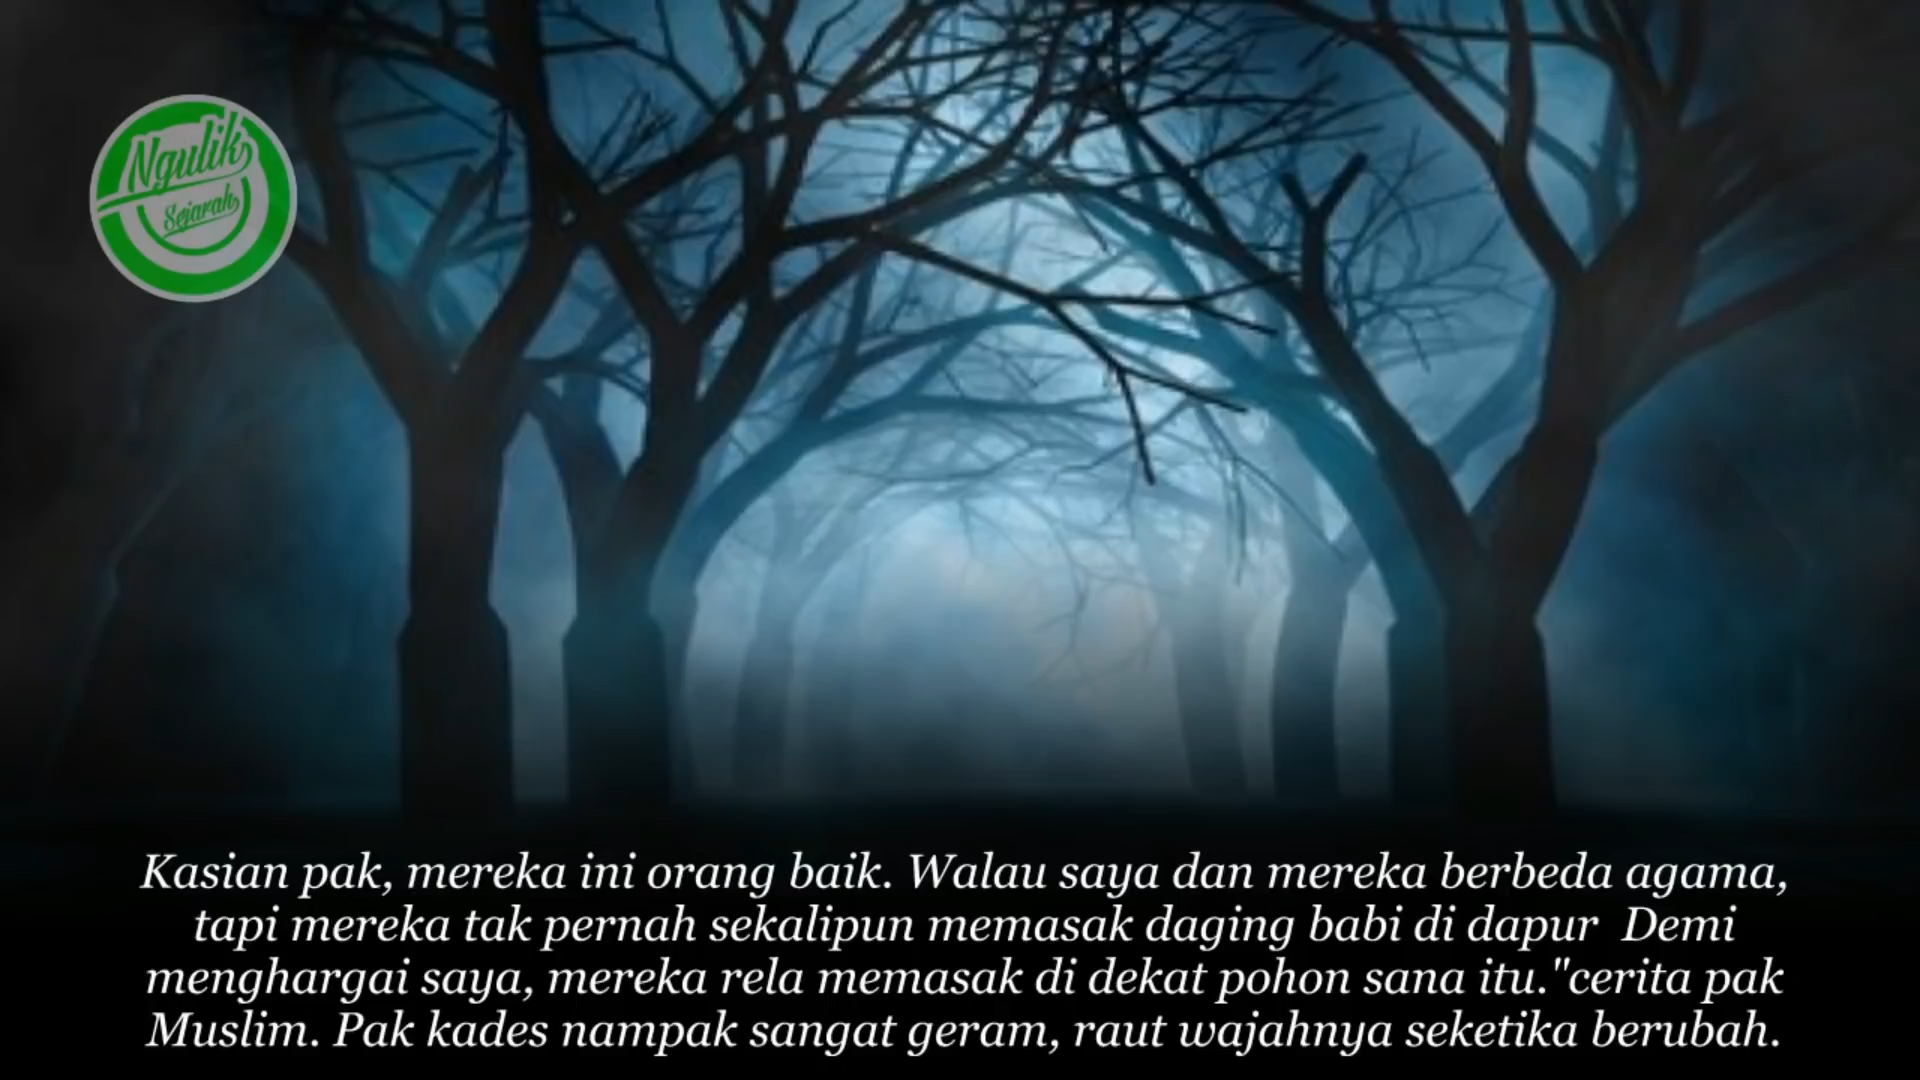 Ngulik
Sejarah
Kasian pak, mereka ini orang baik. Walau saya dan mereka berbeda agama,
tapi mereka tak pernah sekalipun memasak daging babi di dapur  Demi
menghargai saya, mereka rela memasak di dekat pohon sana itu."cerita pak
Muslim. Pak kades nampak sangat geram, raut wajahnya seketika berubah.